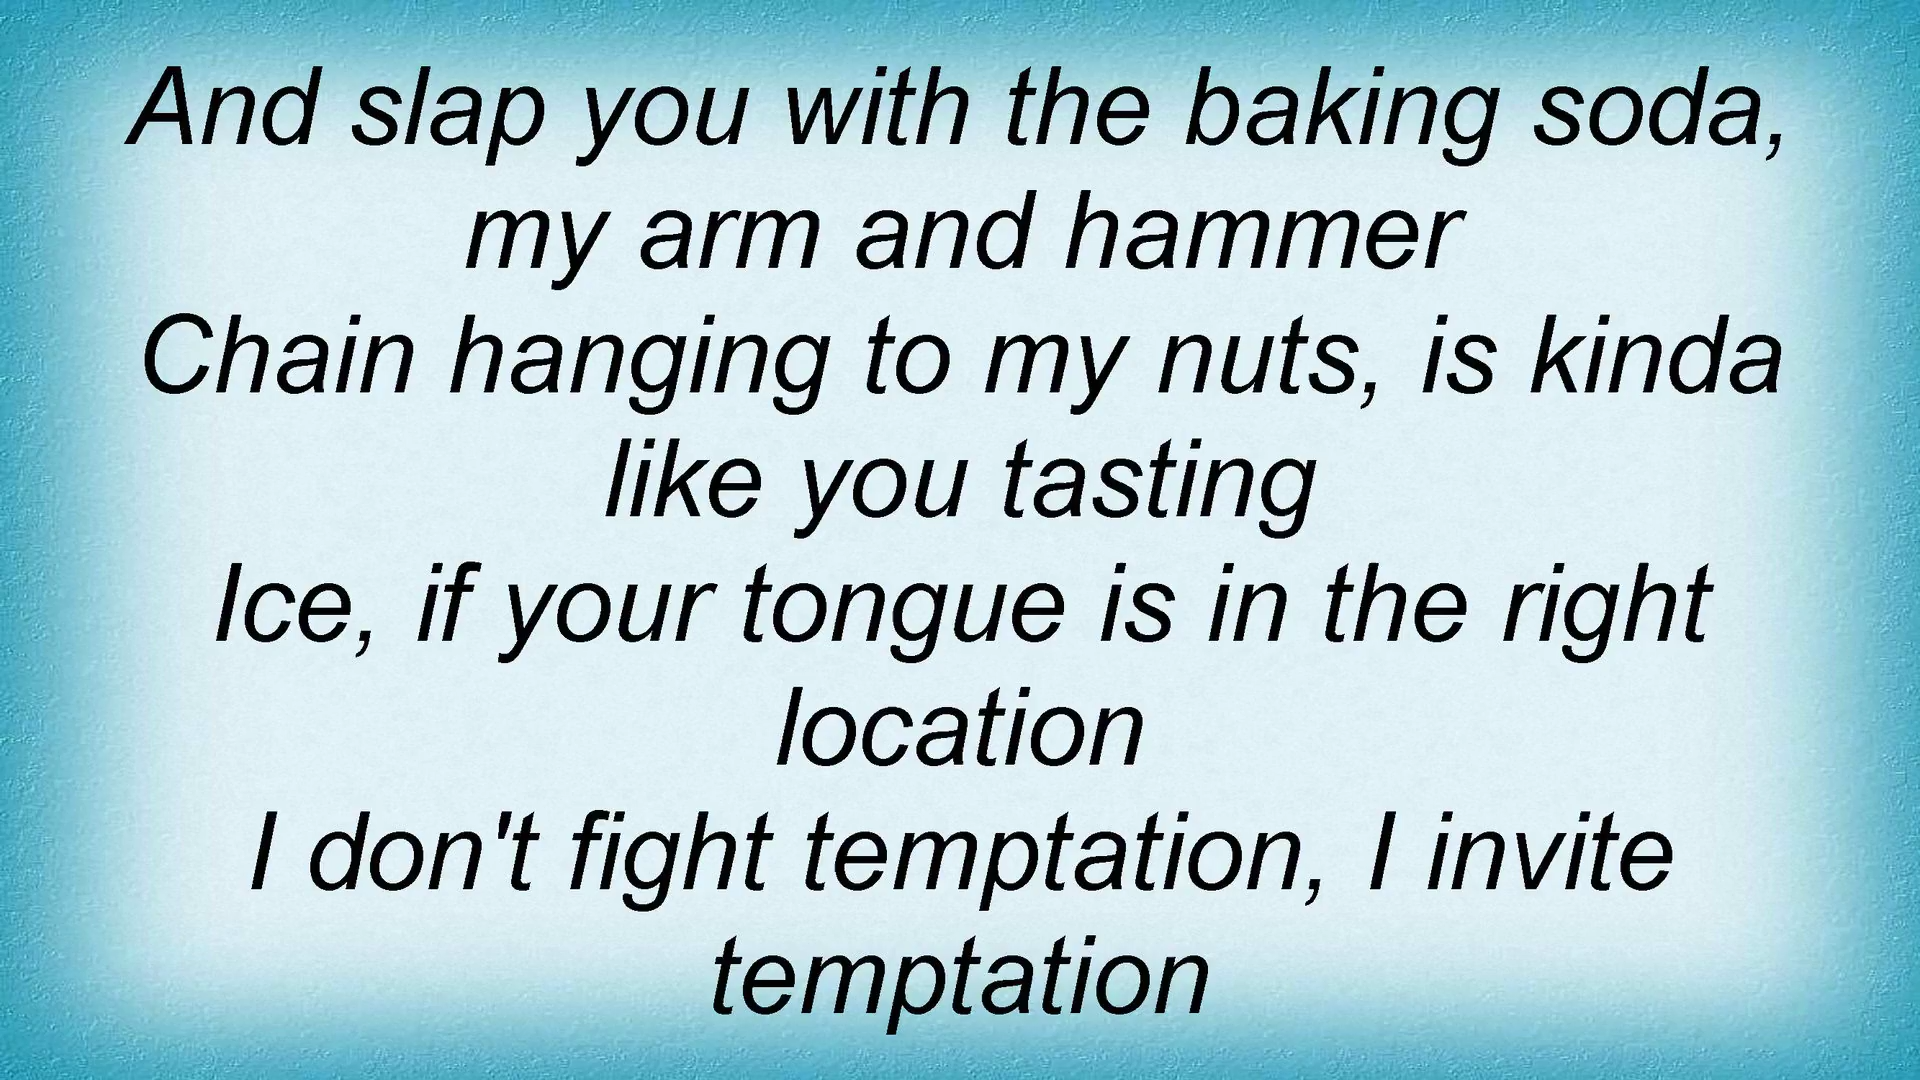 And slap you with the baking soda,
my arm and hammer
Chain hanging to my nuts, is kinda
like you tasting
Ice, if your tongue is in the right
location
I don't fight temptation, I invite
temptation